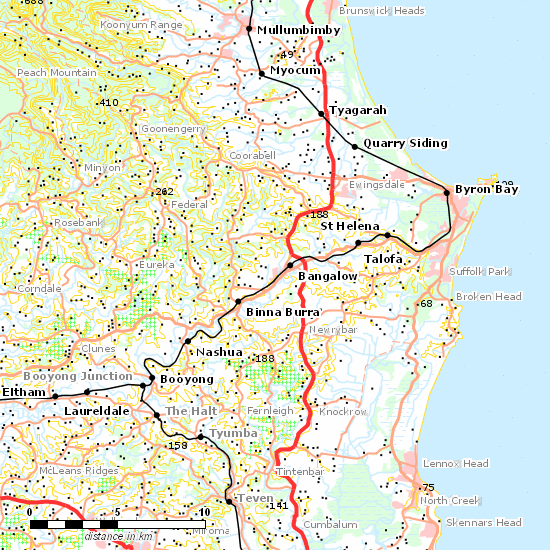 688
Koonyum Range
Brunswick Heads
Mullumbimby
49
Myocum
Peach Mountain
410
Tyagarah
Goonengerry
Quarry Siding
Coorabell
Minyon
Ewingsdale
Byron Bay
262
Federal
188
Rosebank
St Helena
Talofa
Eureka
Bangalow
Suffolk Park
Corndale
Broken Head
68
Binna Burra
Newrybar
Clunes
Nashua
188
Booyong Junction
Booyong
Eltham
Laureldale
The Halt
Fernleigh
Knockrow
Tyumba
158
McLeans Ridges
Tintenbar
Lennox Head
75
Teven
North Creek
141
0 10
Cumbalum
Skennars Head
distance in km